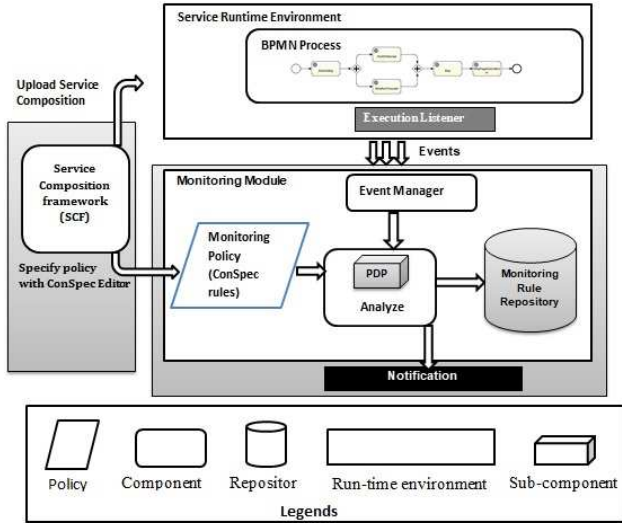 Service Runtime Environment
BPMN Process
Execution Listener
Upload Service
Composition
Events
Service
Composition
framework
(SCF)
Specify policy
with ConSpec Editor
Monitoring Module
Event Manager
Monitoring
Policy
(ConSpec
rules)
PDP
Analyze
Monitoring
Rule
Repository
Notification
Policy
Component
Repositor
Run-time environment
Sub-component
Legends